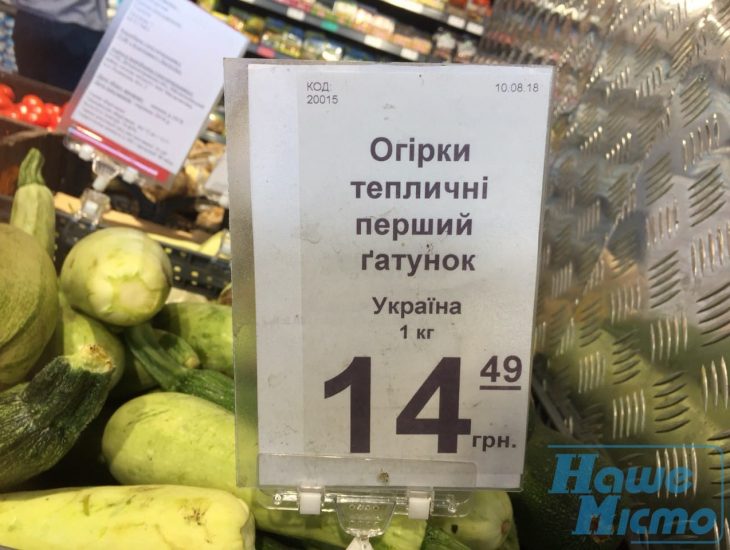 КОД:
20015
10.08.18
Огірки
тепличні
перший
ґатунок
Україна
1 кг
14 49
грн.
Наше
Місто